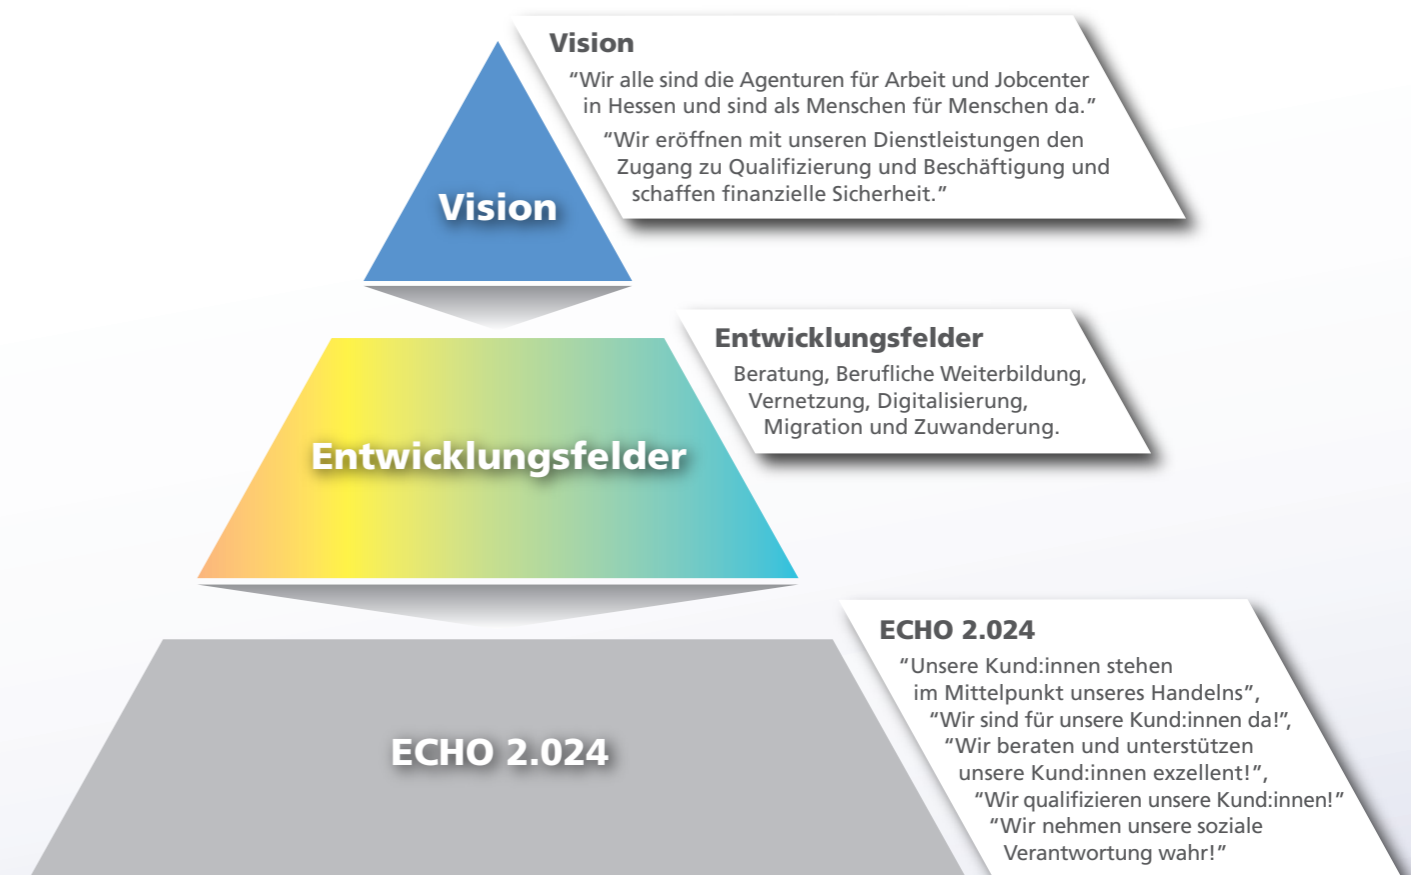 Vision
“Wir alle sind die Agenturen für Arbeit und Jobcenter
in Hessen und sind als Menschen für Menschen da.”
“Wir eröffnen mit unseren Dienstleistungen den
Zugang zu Qualifizierung und Beschäftigung und
schaffen finanzielle Sicherheit.”
Vision
Entwicklungsfelder
Beratung, Berufliche Weiterbildung,
Vernetzung, Digitalisierung,
Migration und Zuwanderung.
Entwicklungsfelder
ECHO 2.024
“Unsere Kund:innen stehen
im Mittelpunkt unseres Handelns”,
“Wir sind für unsere Kund:innen da!”,
“Wir beraten und unterstützen
unsere Kund:innen exzellent!”,
“Wir qualifizieren unsere Kund:innen!”
“Wir nehmen unsere soziale
Verantwortung wahr!”
ECHO 2.024